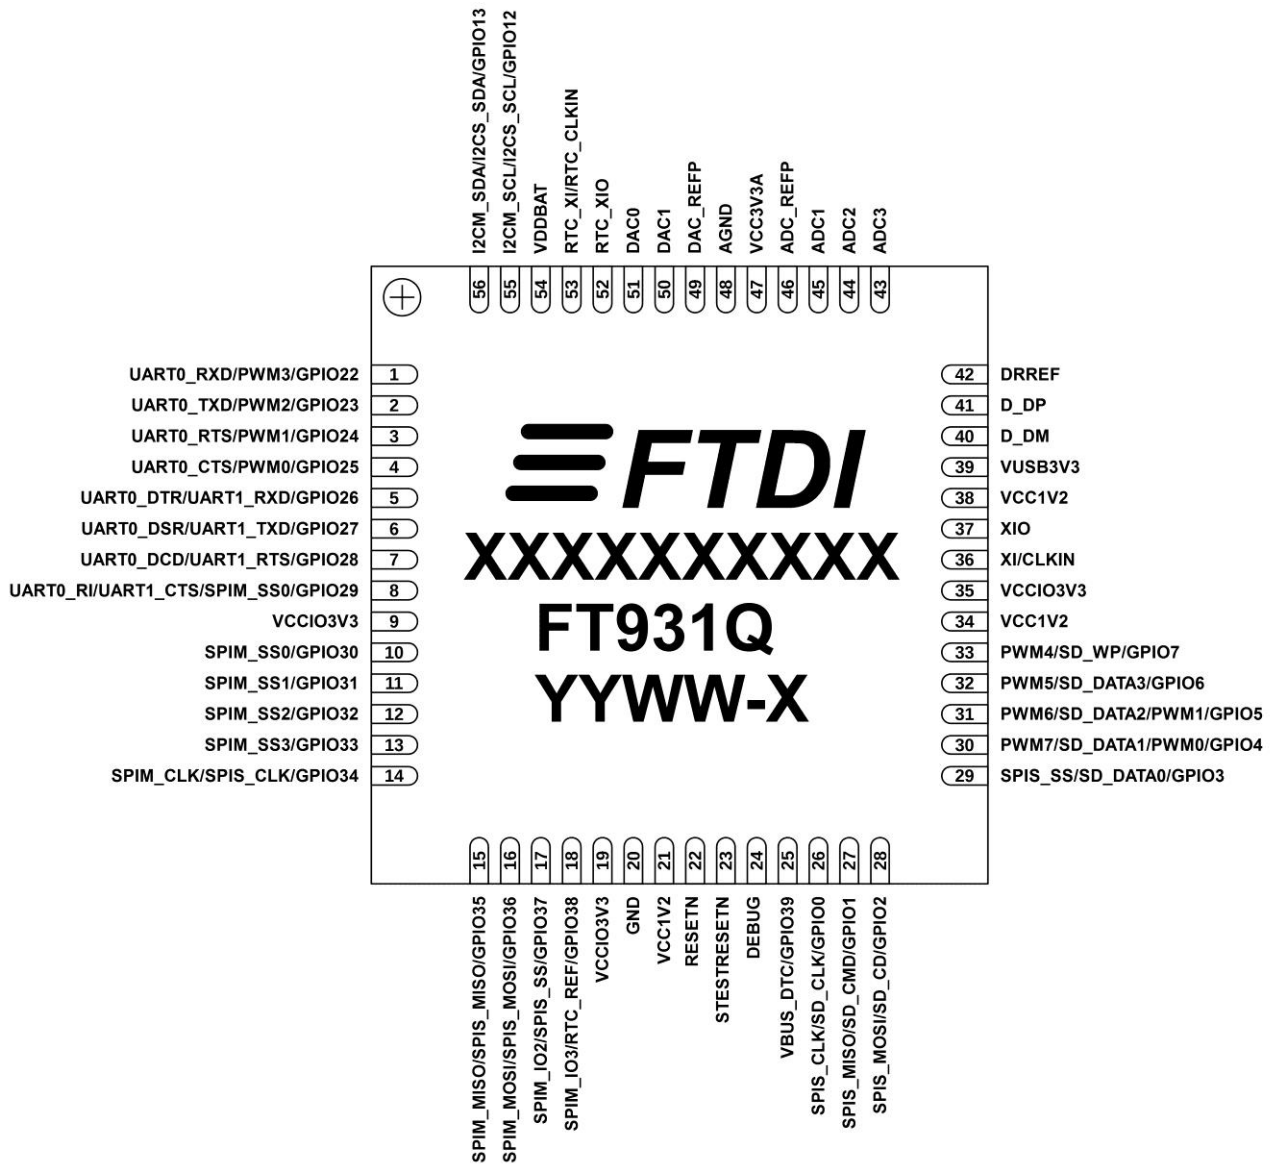 I2CM_SDA/I2CS_SDA/GPIO13
I2CM_SCL/I2CS_SCL/GPIO12
VDDBAT
RTC_XI/RTC_CLKIN
RTC_XIO
DAC0
DAC1
DAC_REFP
AGND
VCC3V3A
ADC_REFP
ADC1
ADC2
ADC3
56
55
54
53
52
51
50
49
48
47
46
45
44
43
UART0_RXD/PWM3/GPIO22 1
UART0_TXD/PWM2/GPIO23 2
UART0_RTS/PWM1/GPIO24 3
UART0_CTS/PWM0/GPIO25 4
UART0_DTR/UART1_RXD/GPIO26 5
UART0_DSR/UART1_TXD/GPIO27 6
UART0_DCD/UART1_RTS/GPIO28 7
UART0_RI/UART1_CTS/SPIM_SS0/GPIO29 8
VCCIO3V3 9
SPIM_SS0/GPIO30 10
SPIM_SS1/GPIO31 11
SPIM_SS2/GPIO32 12
SPIM_SS3/GPIO33 13
SPIM_CLK/SPIS_CLK/GPIO34 14
FTDI
XXXXXXXXXX
FT931Q
YYWW-X
42 DRREF
41 D_DP
40 D_DM
39 VUSB3V3
38 VCC1V2
37 XIO
36 XI/CLKIN
35 VCCIO3V3
34 VCC1V2
33 PWM4/SD_WP/GPIO7
32 PWM5/SD_DATA3/GPIO6
31 PWM6/SD_DATA2/PWM1/GPIO5
30 PWM7/SD_DATA1/PWM0/GPIO4
29 SPIS_SS/SD_DATA0/GPIO3
15
16
17
18
19
20
21
22
23
24
25
26
27
28
SPIM_MISO/SPIS_MISO/GPIO35
SPIM_MOSI/SPIS_MOSI/GPIO36
SPIM_IO2/SPIS_SS/GPIO37
SPIM_IO3/RTC_REF/GPIO38
VCCIO3V3
GND
VCC1V2
RESETN
STESTRESETN
DEBUG
VBUS_DTC/GPIO39
SPIS_CLK/SD_CLK/GPIO0
SPIS_MISO/SD_CMD/GPIO1
SPIS_MOSI/SD_CD/GPIO2